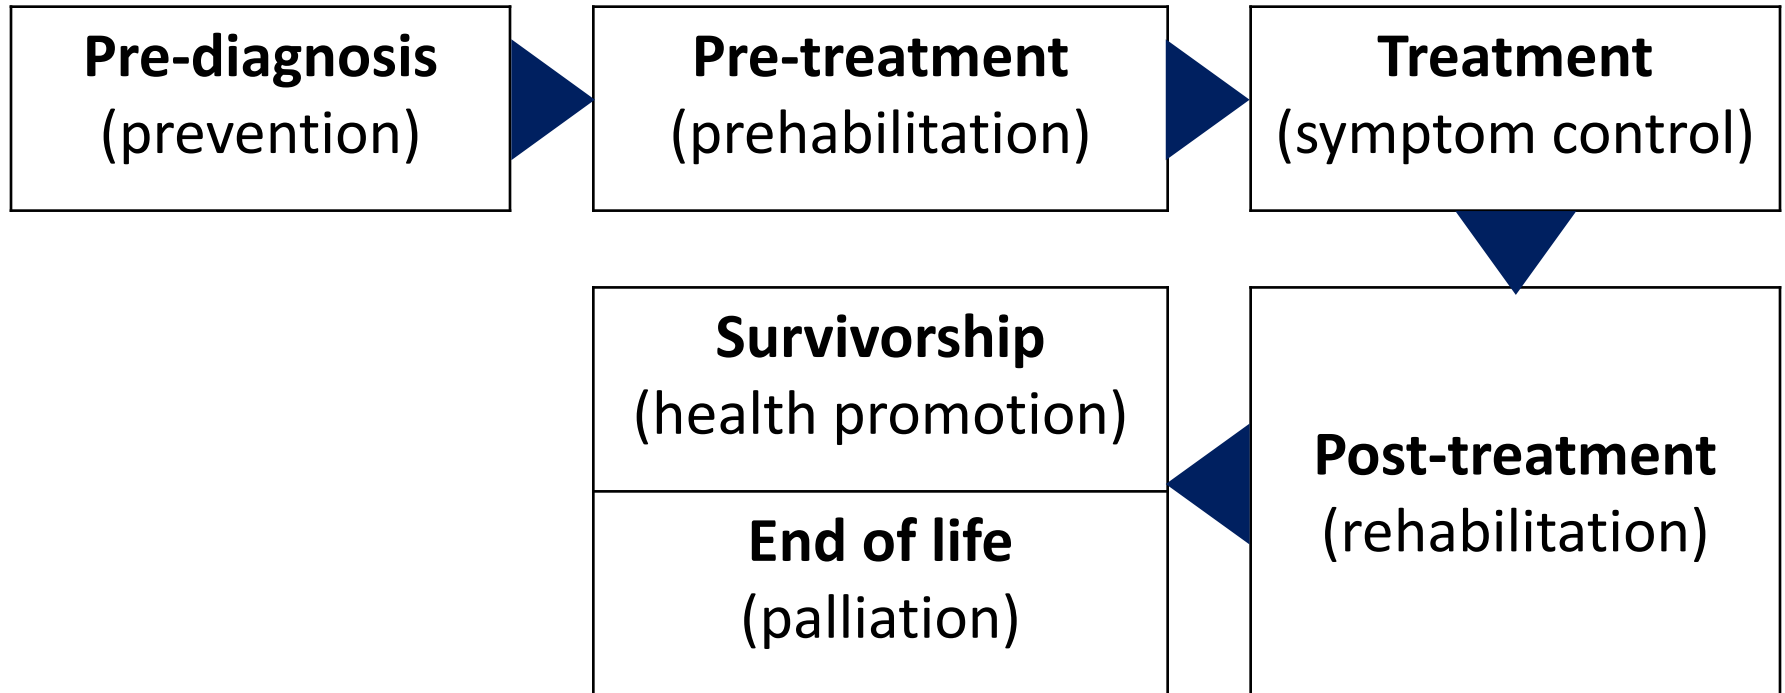 Pre-diagnosis
(prevention)
Pre-treatment
(prehabilitation)
Treatment
(symptom control)
Survivorship
(health promotion)
End of life
(palliation)
Post-treatment
(rehabilitation)